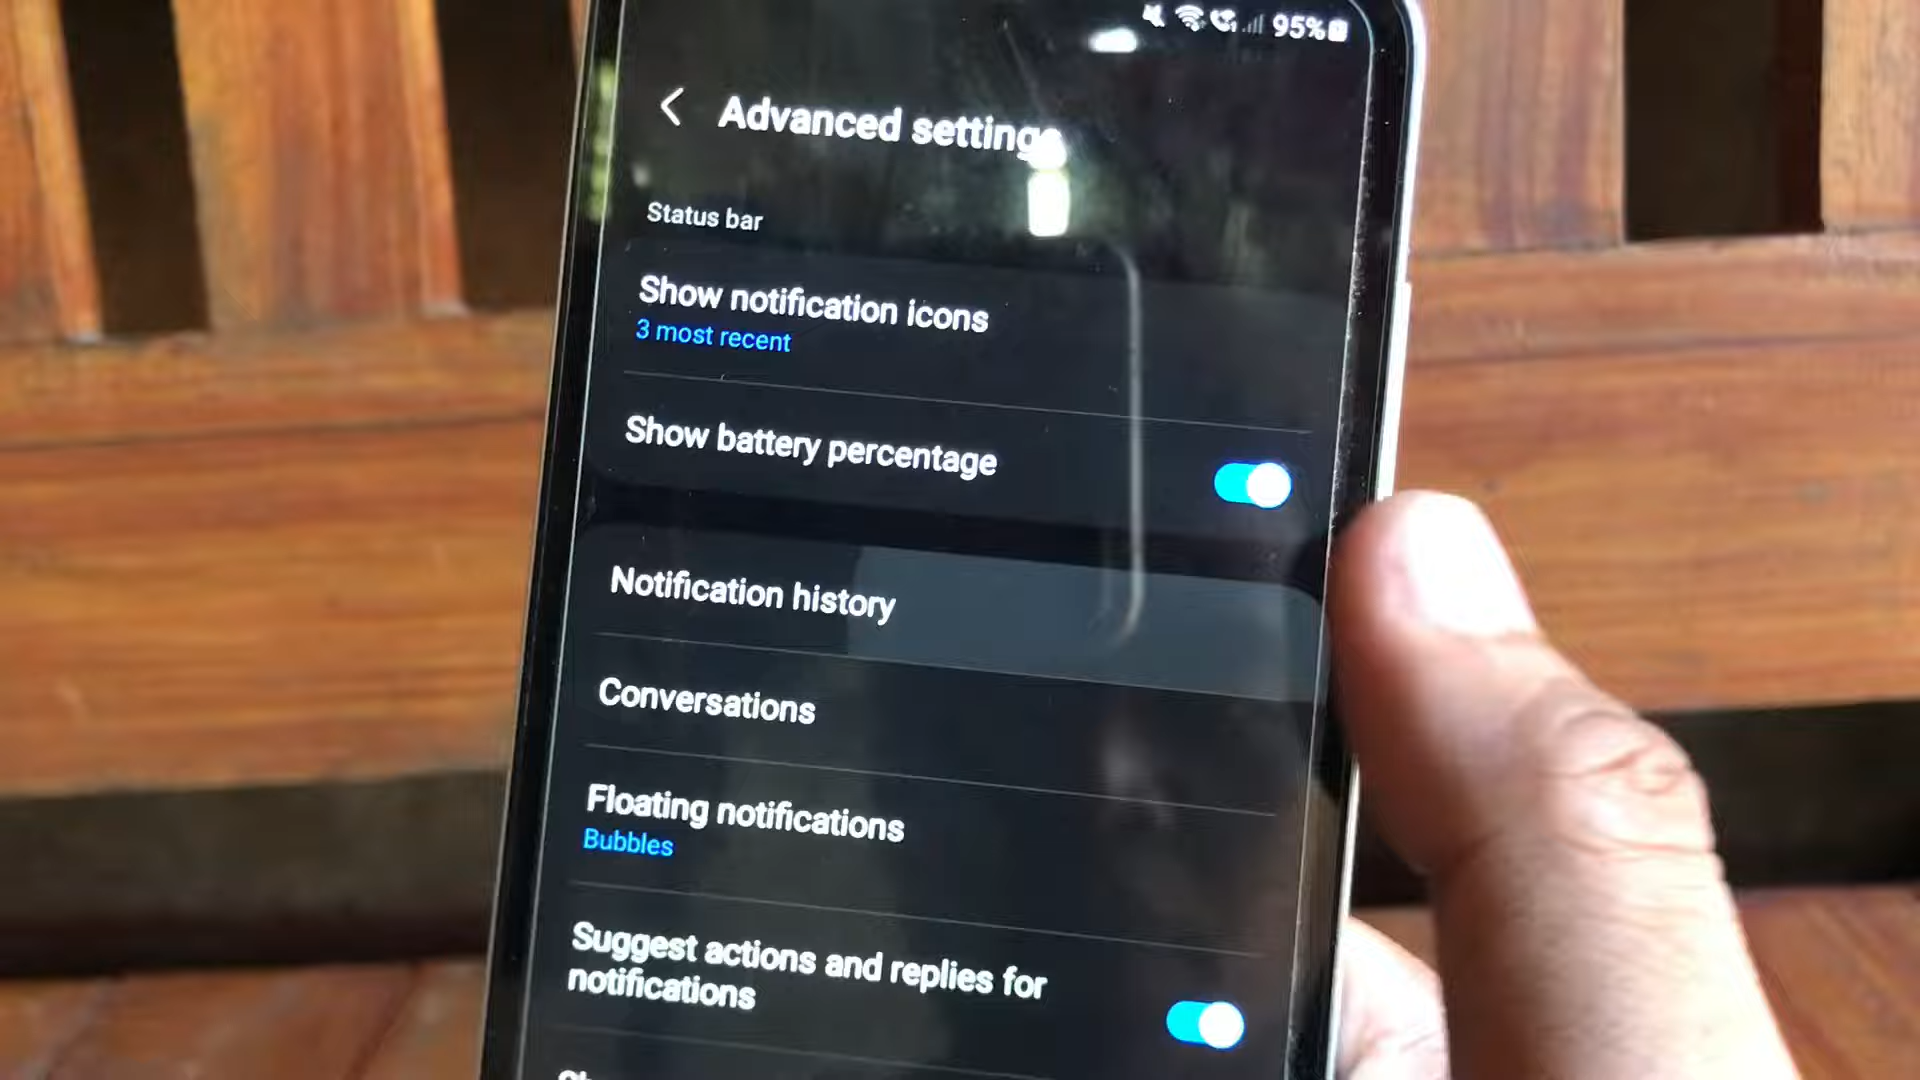 95%
Advanced settings
Status bar
Show notification icons
3 most recent
Show battery percentage
Notification history
Conversations
Floating notifications
Bubbles
Suggest actions and replies for
notifications